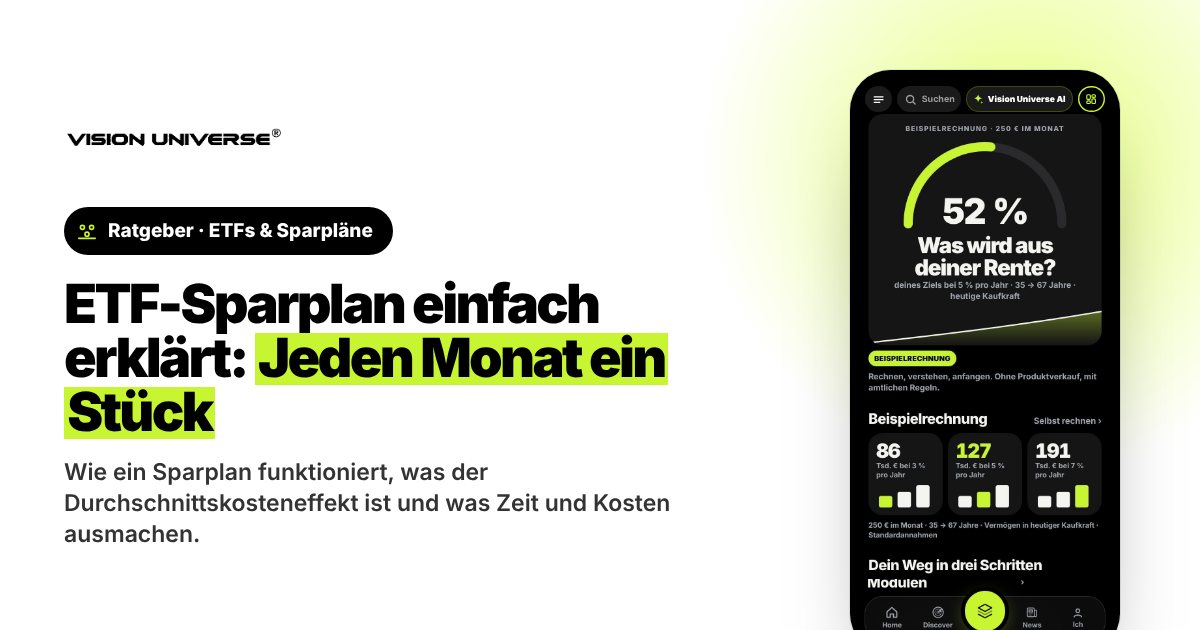 VISION UNIVERSE®
Ratgeber · ETFs & Sparpläne
ETF-Sparplan einfach
erklärt: Jeden Monat ein
Stück
Wie ein Sparplan funktioniert, was der
Durchschnittskosteneffekt ist und was Zeit und Kosten
ausmachen.
Suchen
Vision Universe AI
BEISPIELRECHNUNG · 250 € IM MONAT
52 %
Was wird aus
deiner Rente?
deines Ziels bei 5 % pro Jahr · 35 → 67 Jahre ·
heutige Kaufkraft
BEISPIELRECHNUNG
Rechnen, verstehen, anfangen. Ohne Produktverkauf, mit
amtlichen Regeln.
Beispielrechnung
Selbst rechnen ›
86
Tsd. € bei 3 %
pro Jahr
127
Tsd. € bei 5 %
pro Jahr
191
Tsd. € bei 7 %
pro Jahr
250 € im Monat · 35 → 67 Jahre · Vermögen in heutiger Kaufkraft ·
Standardannahmen
Dein Weg in drei Schritten
Modulen ›
Home
Discover
News
Ich